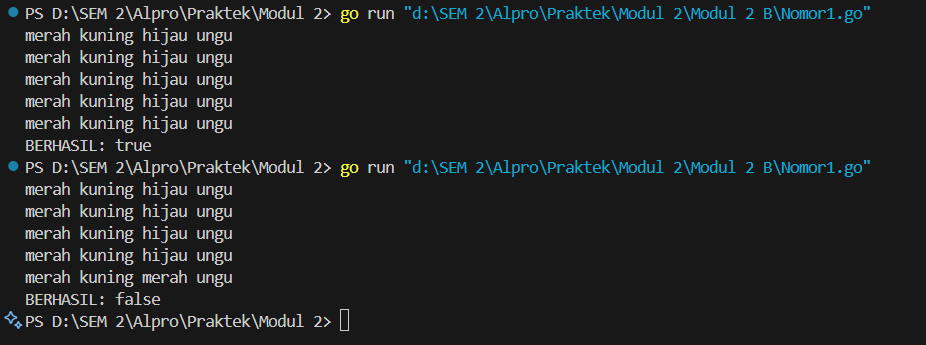 PS D:\SEM 2\Alpro\Praktek\Modul 2> go run "d:\SEM 2\Alpro\Praktek\Modul 2\Modul 2 B\Nomor1.go"
merah kuning hijau ungu
merah kuning hijau ungu
merah kuning hijau ungu
merah kuning hijau ungu
merah kuning hijau ungu
BERHASIL: true
PS D:\SEM 2\Alpro\Praktek\Modul 2> go run "d:\SEM 2\Alpro\Praktek\Modul 2\Modul 2 B\Nomor1.go"
merah kuning hijau ungu
merah kuning hijau ungu
merah kuning hijau ungu
merah kuning hijau ungu
merah kuning merah ungu
BERHASIL: false
PS D:\SEM 2\Alpro\Praktek\Modul 2>